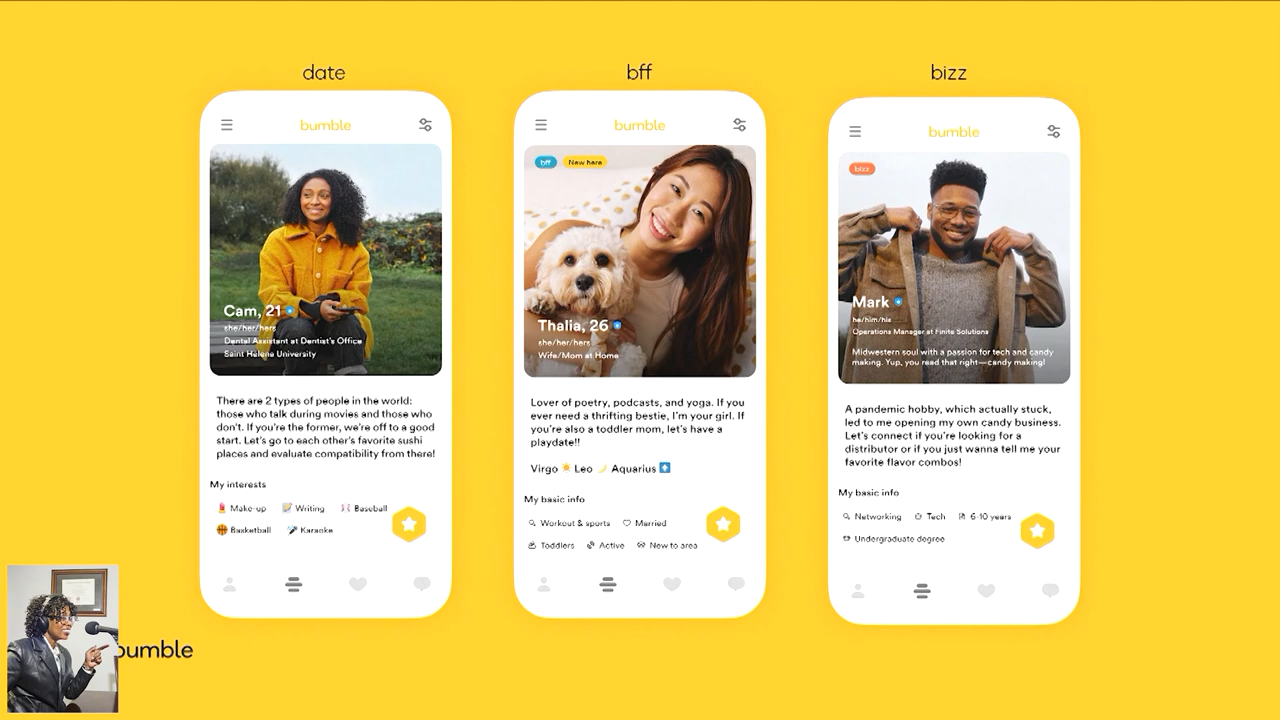 date
bumble
Cam, 21
she/her/hers
Dental Assistant at Dentist's Office
Saint Helene University
There are 2 types of people in the world:
those who talk during movies and those who
don't. If you're the former, we're off to a good
start. Let's go to each other's favorite sushi
places and evaluate compatibility from there!
My interests
Make-up Writing Baseball
Basketball Karaoke
bff
bumble
bff New here
Thalia, 26
she/her/hers
Wife/Mom at Home
Lover of poetry, podcasts, and yoga. If you
ever need a thrifting bestie, I'm your girl. If
you're also a toddler mom, let's have a
playdate!!
Virgo Leo Aquarius
My basic info
Workout & sports Married
Toddlers Active New to area
bizz
bumble
bizz
Mark
he/him/his
Operations Manager at Finite Solutions
Midwestern soul with a passion for tech and candy
making. Yup, you read that right—candy making!
A pandemic hobby, which actually stuck,
led to me opening my own candy business.
Let's connect if you're looking for a
distributor or if you just wanna tell me your
favorite flavor combos!
My basic info
Networking Tech 6-10 years
Undergraduate degree
bumble